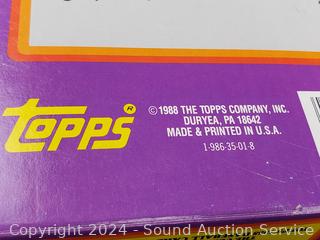 topps®
© 1988 THE TOPPS COMPANY, INC.
DURYEA, PA 18642
MADE & PRINTED IN U.S.A.
1-986-35-01-8
Copyright 2024 - Sound Auction Service